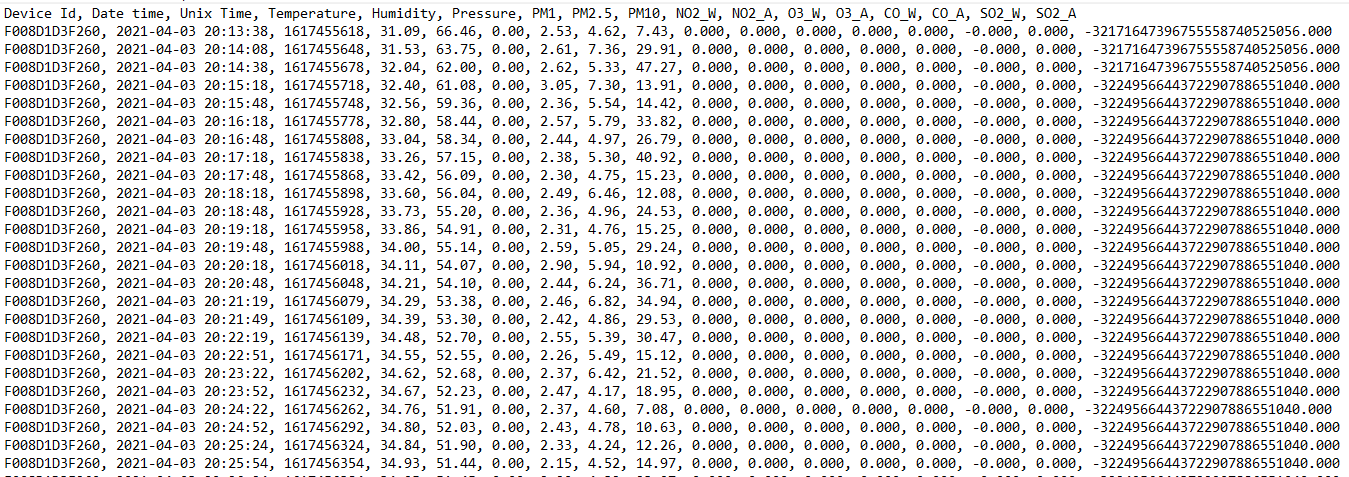 Device Id, Date time, Unix Time, Temperature, Humidity, Pressure, PM1, PM2.5, PM10, NO2_W, NO2_A, O3_W, O3_A, CO_W, CO_A, SO2_W, SO2_A
F008D1D3F260, 2021-04-03 20:13:38, 1617455618, 31.09, 66.46, 0.00, 2.53, 4.62, 7.43, 0.000, 0.000, 0.000, 0.000, 0.000, -0.000, 0.000, -32171647396755558740525056.000
F008D1D3F260, 2021-04-03 20:14:08, 1617455648, 31.53, 63.75, 0.00, 2.61, 7.36, 29.91, 0.000, 0.000, 0.000, 0.000, 0.000, -0.000, 0.000, -32171647396755558740525056.000
F008D1D3F260, 2021-04-03 20:14:38, 1617455678, 32.04, 62.00, 0.00, 2.62, 5.33, 47.27, 0.000, 0.000, 0.000, 0.000, 0.000, -0.000, 0.000, -32171647396755558740525056.000
F008D1D3F260, 2021-04-03 20:15:18, 1617455718, 32.40, 61.08, 0.00, 3.05, 7.30, 13.91, 0.000, 0.000, 0.000, 0.000, 0.000, -0.000, 0.000, -32249566443722907886551040.000
F008D1D3F260, 2021-04-03 20:15:48, 1617455748, 32.56, 59.36, 0.00, 2.36, 5.54, 14.42, 0.000, 0.000, 0.000, 0.000, 0.000, -0.000, 0.000, -32249566443722907886551040.000
F008D1D3F260, 2021-04-03 20:16:18, 1617455778, 32.80, 58.44, 0.00, 2.57, 5.79, 33.82, 0.000, 0.000, 0.000, 0.000, 0.000, -0.000, 0.000, -32249566443722907886551040.000
F008D1D3F260, 2021-04-03 20:16:48, 1617455808, 33.04, 58.34, 0.00, 2.44, 4.97, 26.79, 0.000, 0.000, 0.000, 0.000, 0.000, -0.000, 0.000, -32249566443722907886551040.000
F008D1D3F260, 2021-04-03 20:17:18, 1617455838, 33.26, 57.15, 0.00, 2.38, 5.30, 40.92, 0.000, 0.000, 0.000, 0.000, 0.000, -0.000, 0.000, -32249566443722907886551040.000
F008D1D3F260, 2021-04-03 20:17:48, 1617455868, 33.42, 56.09, 0.00, 2.30, 4.75, 15.23, 0.000, 0.000, 0.000, 0.000, 0.000, -0.000, 0.000, -32249566443722907886551040.000
F008D1D3F260, 2021-04-03 20:18:18, 1617455898, 33.60, 56.04, 0.00, 2.49, 6.46, 12.08, 0.000, 0.000, 0.000, 0.000, 0.000, -0.000, 0.000, -32249566443722907886551040.000
F008D1D3F260, 2021-04-03 20:18:48, 1617455928, 33.73, 55.20, 0.00, 2.36, 4.96, 24.53, 0.000, 0.000, 0.000, 0.000, 0.000, -0.000, 0.000, -32249566443722907886551040.000
F008D1D3F260, 2021-04-03 20:19:18, 1617455958, 33.86, 54.91, 0.00, 2.31, 4.76, 15.25, 0.000, 0.000, 0.000, 0.000, 0.000, -0.000, 0.000, -32249566443722907886551040.000
F008D1D3F260, 2021-04-03 20:19:48, 1617455988, 34.00, 55.14, 0.00, 2.59, 5.05, 29.24, 0.000, 0.000, 0.000, 0.000, 0.000, -0.000, 0.000, -32249566443722907886551040.000
F008D1D3F260, 2021-04-03 20:20:18, 1617456018, 34.11, 54.07, 0.00, 2.90, 5.94, 10.92, 0.000, 0.000, 0.000, 0.000, 0.000, -0.000, 0.000, -32249566443722907886551040.000
F008D1D3F260, 2021-04-03 20:20:48, 1617456048, 34.21, 54.10, 0.00, 2.44, 6.24, 36.71, 0.000, 0.000, 0.000, 0.000, 0.000, -0.000, 0.000, -32249566443722907886551040.000
F008D1D3F260, 2021-04-03 20:21:19, 1617456079, 34.29, 53.38, 0.00, 2.46, 6.82, 34.94, 0.000, 0.000, 0.000, 0.000, 0.000, -0.000, 0.000, -32249566443722907886551040.000
F008D1D3F260, 2021-04-03 20:21:49, 1617456109, 34.39, 53.30, 0.00, 2.42, 4.86, 29.53, 0.000, 0.000, 0.000, 0.000, 0.000, -0.000, 0.000, -32249566443722907886551040.000
F008D1D3F260, 2021-04-03 20:22:19, 1617456139, 34.48, 52.70, 0.00, 2.55, 5.39, 30.47, 0.000, 0.000, 0.000, 0.000, 0.000, -0.000, 0.000, -32249566443722907886551040.000
F008D1D3F260, 2021-04-03 20:22:51, 1617456171, 34.55, 52.55, 0.00, 2.26, 5.49, 15.12, 0.000, 0.000, 0.000, 0.000, 0.000, -0.000, 0.000, -32249566443722907886551040.000
F008D1D3F260, 2021-04-03 20:23:22, 1617456202, 34.62, 52.68, 0.00, 2.37, 6.42, 21.52, 0.000, 0.000, 0.000, 0.000, 0.000, -0.000, 0.000, -32249566443722907886551040.000
F008D1D3F260, 2021-04-03 20:23:52, 1617456232, 34.67, 52.23, 0.00, 2.47, 4.17, 18.95, 0.000, 0.000, 0.000, 0.000, 0.000, -0.000, 0.000, -32249566443722907886551040.000
F008D1D3F260, 2021-04-03 20:24:22, 1617456262, 34.76, 51.91, 0.00, 2.37, 4.60, 7.08, 0.000, 0.000, 0.000, 0.000, 0.000, -0.000, 0.000, -32249566443722907886551040.000
F008D1D3F260, 2021-04-03 20:24:52, 1617456292, 34.80, 52.03, 0.00, 2.43, 4.78, 10.63, 0.000, 0.000, 0.000, 0.000, 0.000, -0.000, 0.000, -32249566443722907886551040.000
F008D1D3F260, 2021-04-03 20:25:24, 1617456324, 34.84, 51.90, 0.00, 2.33, 4.24, 12.26, 0.000, 0.000, 0.000, 0.000, 0.000, -0.000, 0.000, -32249566443722907886551040.000
F008D1D3F260, 2021-04-03 20:25:54, 1617456354, 34.93, 51.44, 0.00, 2.15, 4.52, 14.97, 0.000, 0.000, 0.000, 0.000, 0.000, -0.000, 0.000, -32249566443722907886551040.000